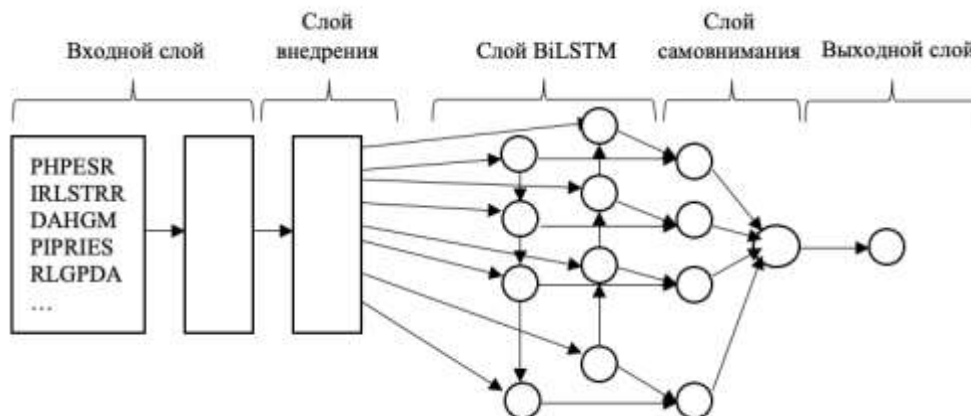 Входной слой
Слой
внедрения
Слой BiLSTM
Слой
самовнимания
Выходной слой
PHPESR
IRLSTRR
DAHGM
PIPRIES
RLGPDA
…